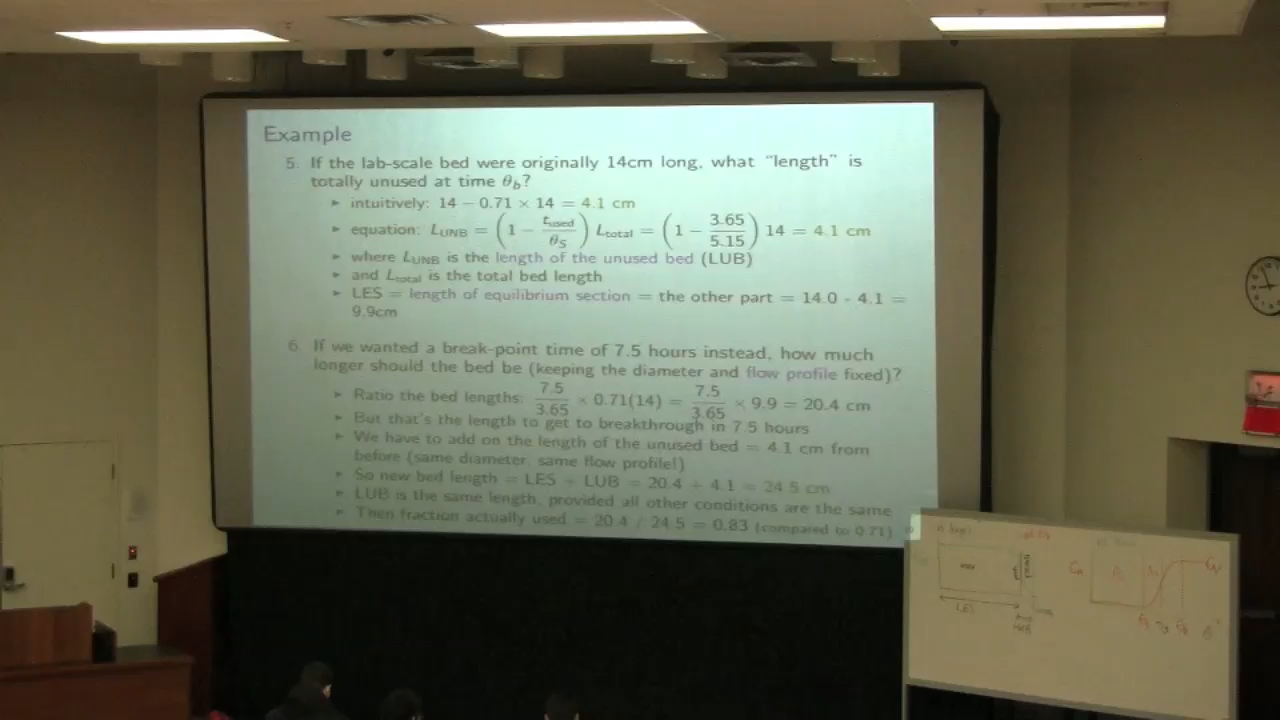 Example
5. If the lab-scale bed were originally 14cm long, what "length" is
totally unused at time θ_b?
► intuitively: 14 − 0.71 × 14 = 4.1 cm
► equation: L_UNB = (1 − t_used/θ_S) L_total = (1 − 3.65/5.15) 14 = 4.1 cm
► where L_UNB is the length of the unused bed (LUB)
► and L_total is the total bed length
► LES = length of equilibrium section = the other part = 14.0 - 4.1 =
9.9cm
6. If we wanted a break-point time of 7.5 hours instead, how much
longer should the bed be (keeping the diameter and flow profile fixed)?
► Ratio the bed lengths: 7.5/3.65 × 0.71(14) = 7.5/3.65 × 9.9 = 20.4 cm
► But that's the length to get to breakthrough in 7.5 hours
► We have to add on the length of the unused bed = 4.1 cm from
before (same diameter, same flow profile!)
► So new bed length = LES + LUB = 20.4 + 4.1 = 24.5 cm
► LUB is the same length, provided all other conditions are the same
► Then fraction actually used = 20.4 / 24.5 = 0.83 (compared to 0.71)
LES